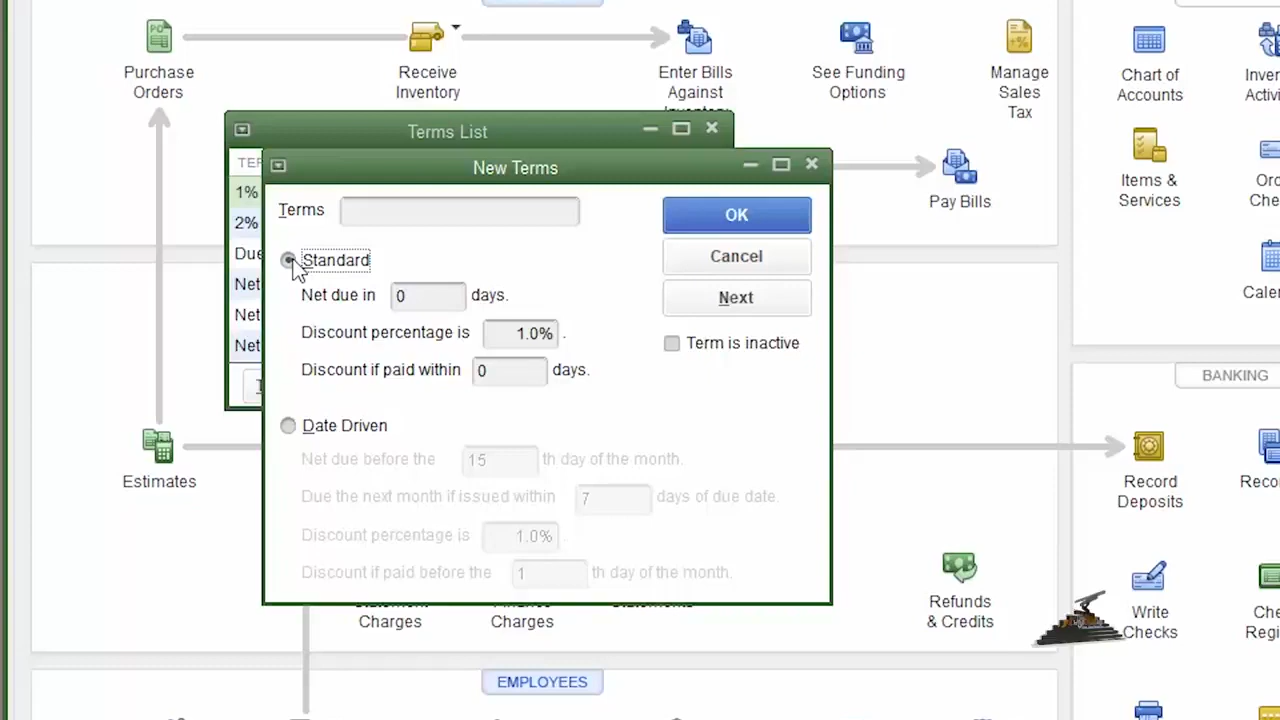 Purchase
Orders
Receive
Inventory
Enter Bills
Against
See Funding
Options
Manage
Sales
Tax
Chart of
Accounts
Terms List
New Terms
Pay Bills
Items &
Services
1%
2%
Due
Net
Net
Net
Terms
OK
Standard
Cancel
Net due in 0 days.
Next
Discount percentage is 1.0% .
Term is inactive
Discount if paid within 0 days.
Date Driven
Net due before the 15 th day of the month.
Due the next month if issued within 7 days of due date.
Discount percentage is 1.0% .
Discount if paid before the 1 th day of the month.
BANKING
Estimates
Record
Deposits
Charges
Charges
Refunds
& Credits
Write
Checks
EMPLOYEES